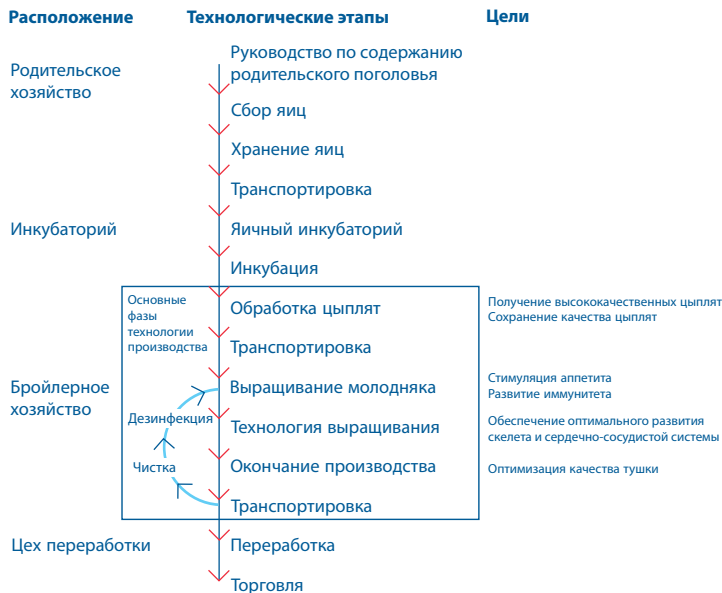 Расположение
Технологические этапы
Цели
Руководство по содержанию
родительского поголовья
Родительское
хозяйство
Сбор яиц
Хранение яиц
Транспортировка
Инкубаторий
Яичный инкубаторий
Инкубация
Основные
фазы
технологии
производства
Обработка цыплят
Получение высококачественных цыплят
Сохранение качества цыплят
Транспортировка
Бройлерное
хозяйство
Выращивание молодняка
Стимуляция аппетита
Развитие иммунитета
Дезинфекция
Технология выращивания
Обеспечение оптимального развития
скелета и сердечно-сосудистой системы
Чистка
Окончание производства
Оптимизация качества тушки
Транспортировка
Цех переработки
Переработка
Торговля